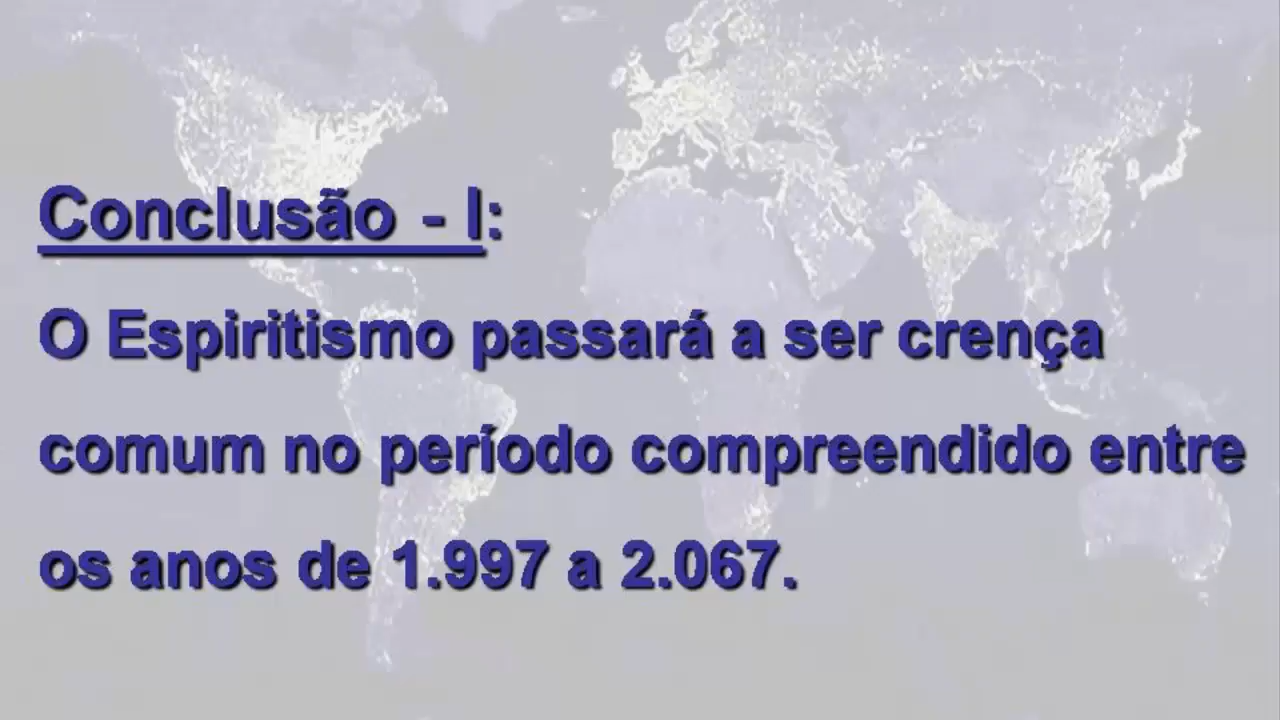 Conclusão - I:
O Espiritismo passará a ser crença
comum no período compreendido entre
os anos de 1.997 a 2.067.